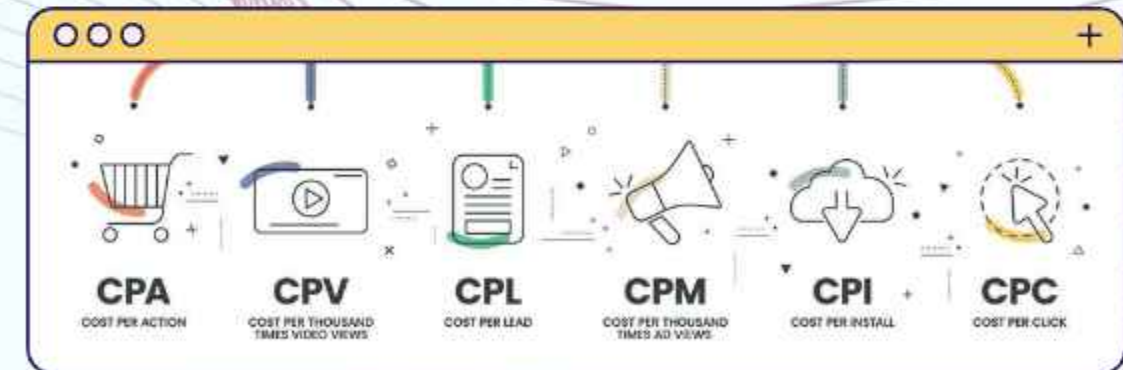 CPA
COST PER ACTION
CPV
COST PER THOUSAND
TIMES VIDEO VIEWS
CPL
COST PER LEAD
CPM
COST PER THOUSAND
TIMES AD VIEWS
CPI
COST PER INSTALL
CPC
COST PER CLICK